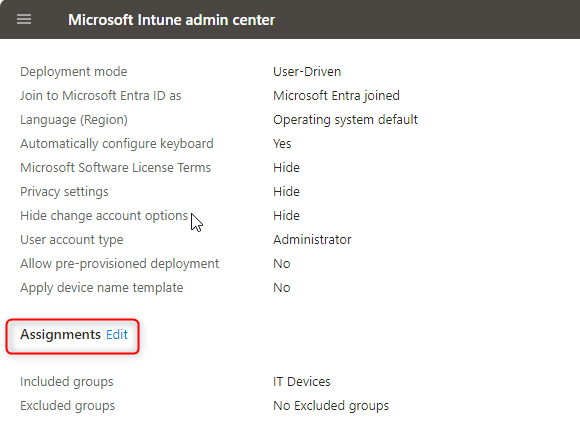 Microsoft Intune admin center
Deployment mode User-Driven
Join to Microsoft Entra ID as Microsoft Entra joined
Language (Region) Operating system default
Automatically configure keyboard Yes
Microsoft Software License Terms Hide
Privacy settings Hide
Hide change account options Hide
User account type Administrator
Allow pre-provisioned deployment No
Apply device name template No
Assignments Edit
Included groups IT Devices
Excluded groups No Excluded groups